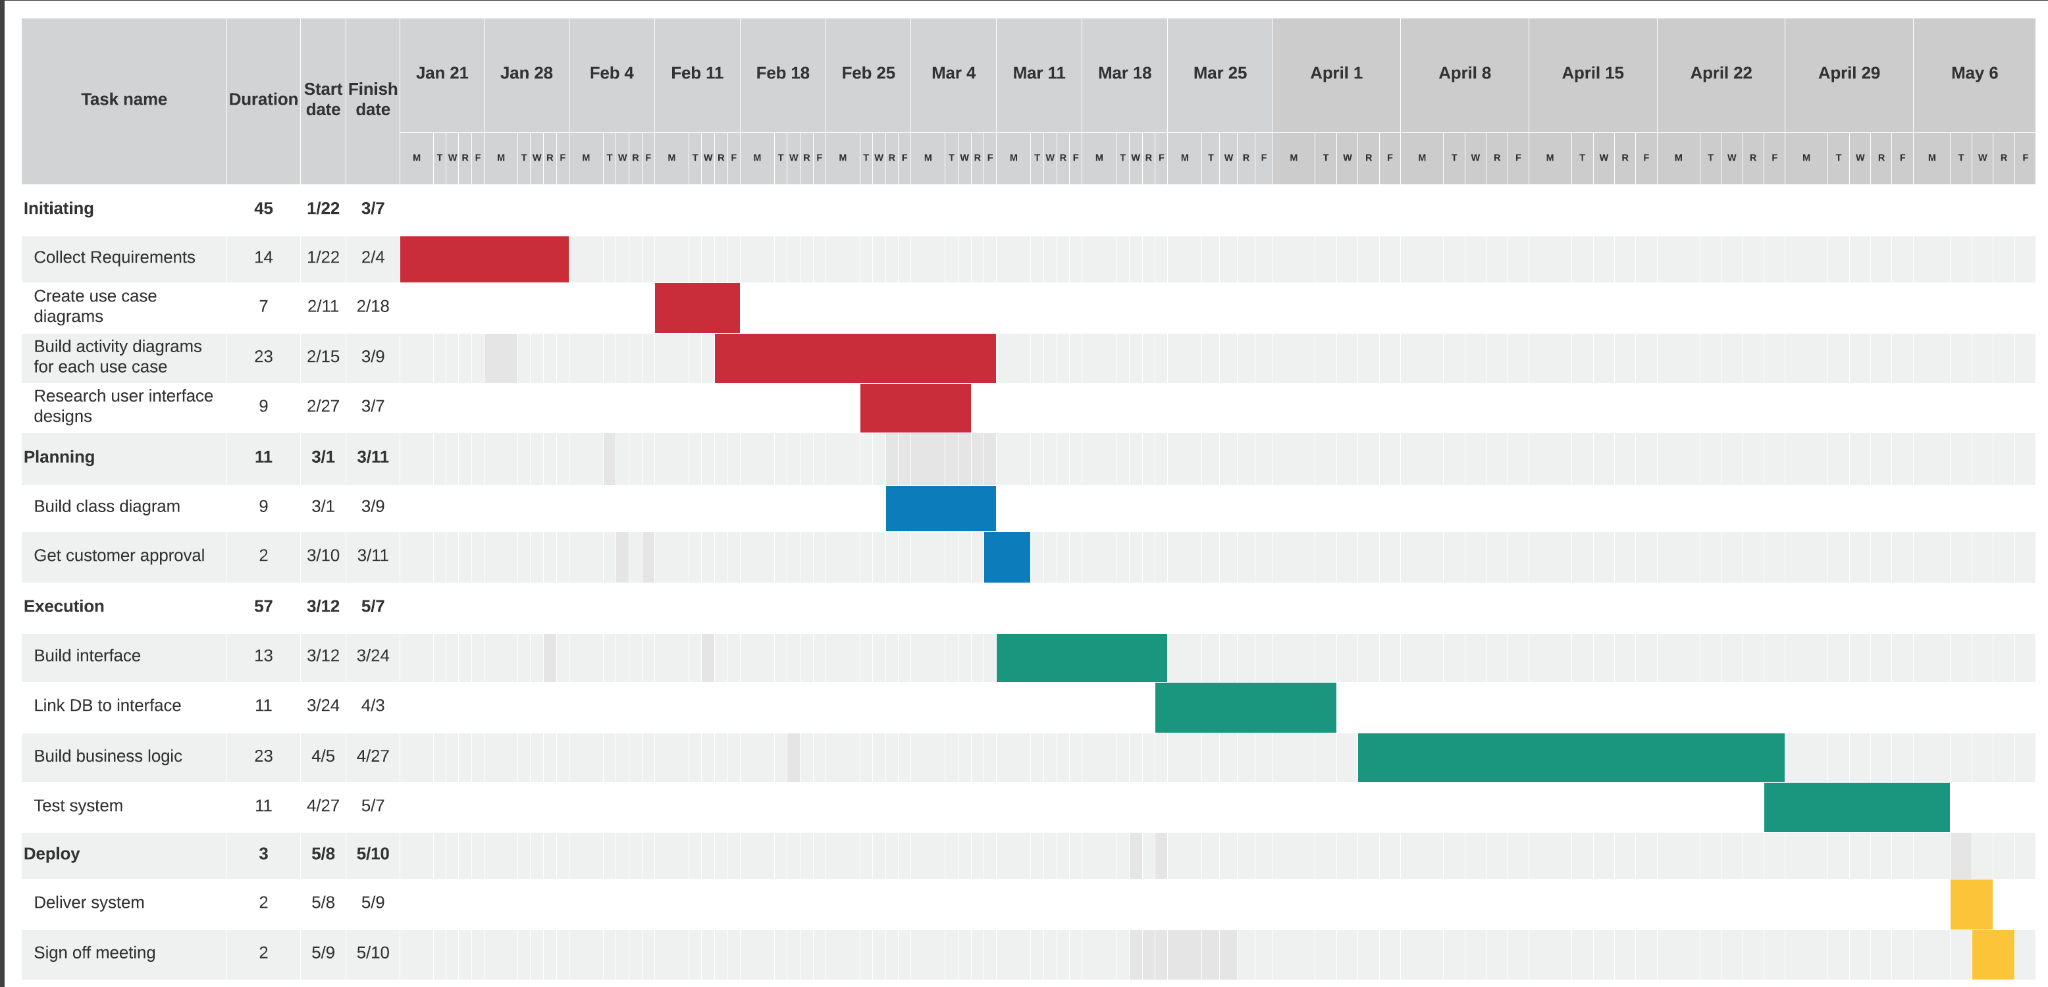 Task name Duration Start date Finish date Jan 21 Jan 28 Feb 4 Feb 11 Feb 18 Feb 25 Mar 4 Mar 11 Mar 18 Mar 25 April 1 April 8 April 15 April 22 April 29 May 6
M T W R F M T W R F M T W R F M T W R F M T W R F M T W R F M T W R F M T W R F M T W R F M T W R F M T W R F M T W R F M T W R F M T W R F M T W R F M T W R F
Initiating 45 1/22 3/7
Collect Requirements 14 1/22 2/4
Create use case diagrams 7 2/11 2/18
Build activity diagrams for each use case 23 2/15 3/9
Research user interface designs 9 2/27 3/7
Planning 11 3/1 3/11
Build class diagram 9 3/1 3/9
Get customer approval 2 3/10 3/11
Execution 57 3/12 5/7
Build interface 13 3/12 3/24
Link DB to interface 11 3/24 4/3
Build business logic 23 4/5 4/27
Test system 11 4/27 5/7
Deploy 3 5/8 5/10
Deliver system 2 5/8 5/9
Sign off meeting 2 5/9 5/10